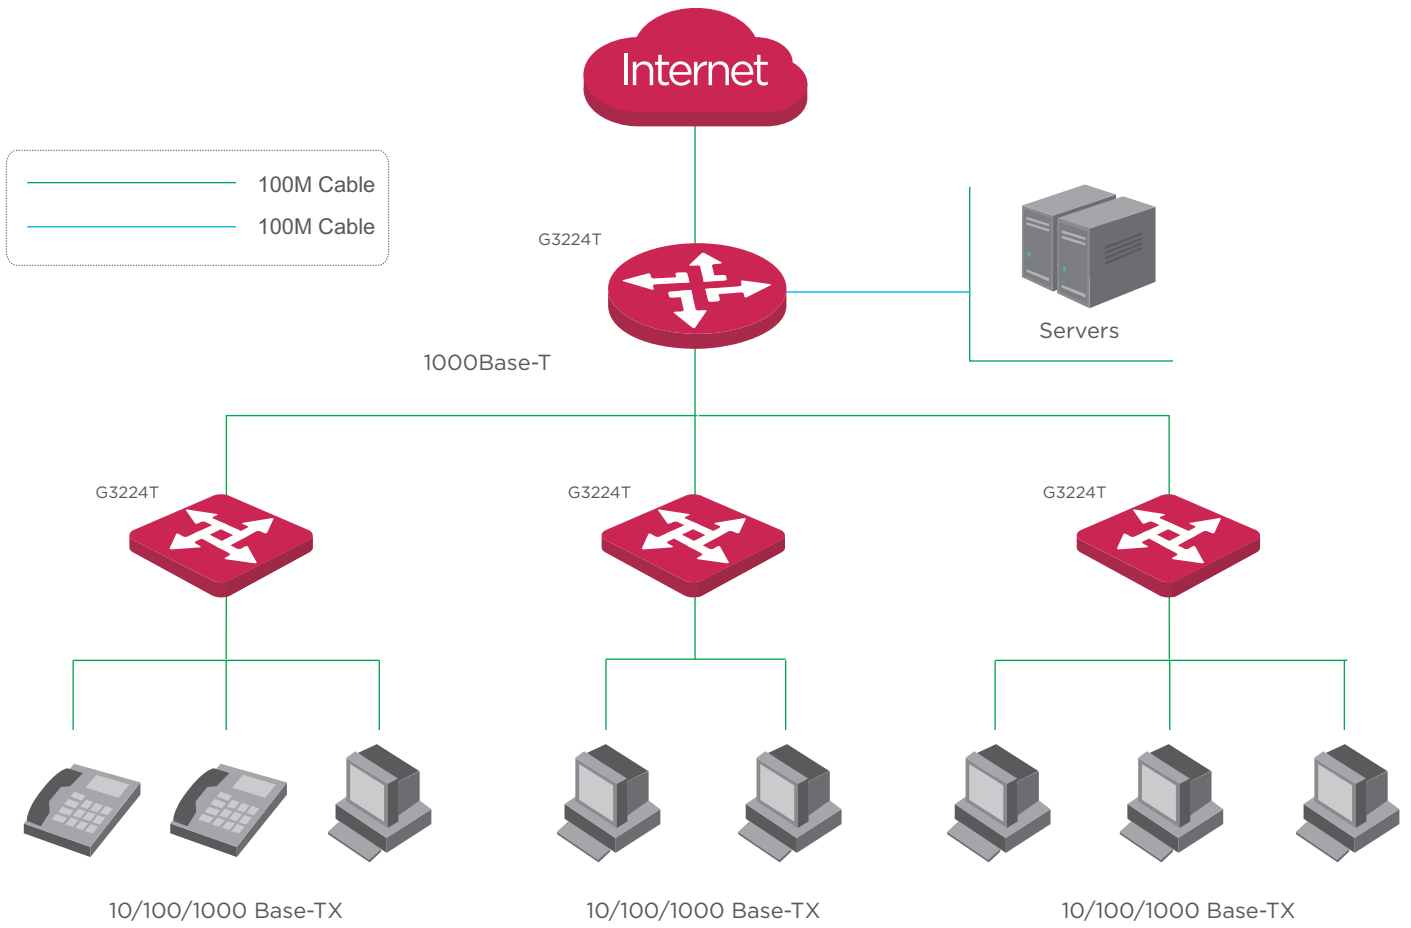 Internet
100M Cable
100M Cable
G3224T
Servers
1000Base-T
G3224T
G3224T
G3224T
10/100/1000 Base-TX
10/100/1000 Base-TX
10/100/1000 Base-TX